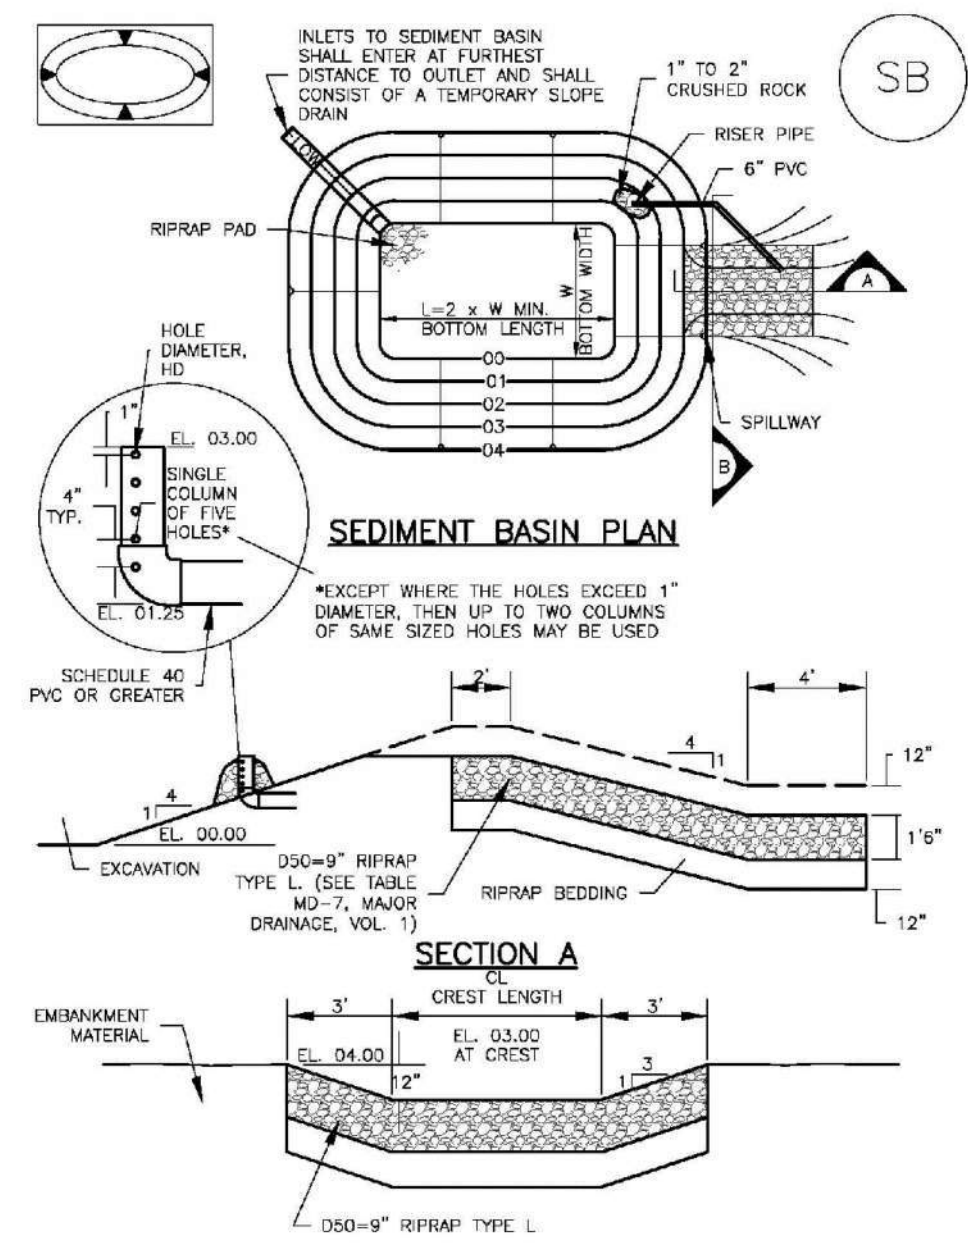 INLETS TO SEDIMENT BASIN
SHALL ENTER AT FURTHEST
DISTANCE TO OUTLET AND SHALL
CONSIST OF A TEMPORARY SLOPE
DRAIN
1" TO 2"
CRUSHED ROCK
SB
RISER PIPE
6" PVC
FLOW
RIPRAP PAD
A
W
BOTTOM WIDTH
L=2 x W MIN.
BOTTOM LENGTH
00
01
02
03
04
SPILLWAY
B
HOLE
DIAMETER,
HD
1"
EL. 03.00
SINGLE
COLUMN
OF FIVE
HOLES*
4"
TYP.
EL. 01.25
SEDIMENT BASIN PLAN
*EXCEPT WHERE THE HOLES EXCEED 1"
DIAMETER, THEN UP TO TWO COLUMNS
OF SAME SIZED HOLES MAY BE USED
SCHEDULE 40
PVC OR GREATER
2'
4'
4
1
12"
4
1
EL. 00.00
1'6"
EXCAVATION
D50=9" RIPRAP
TYPE L. (SEE TABLE
MD-7, MAJOR
DRAINAGE, VOL. 1)
RIPRAP BEDDING
12"
SECTION A
CL
CREST LENGTH
3'
3'
EMBANKMENT
MATERIAL
EL. 04.00
EL. 03.00
AT CREST
12"
3
1
D50=9" RIPRAP TYPE L